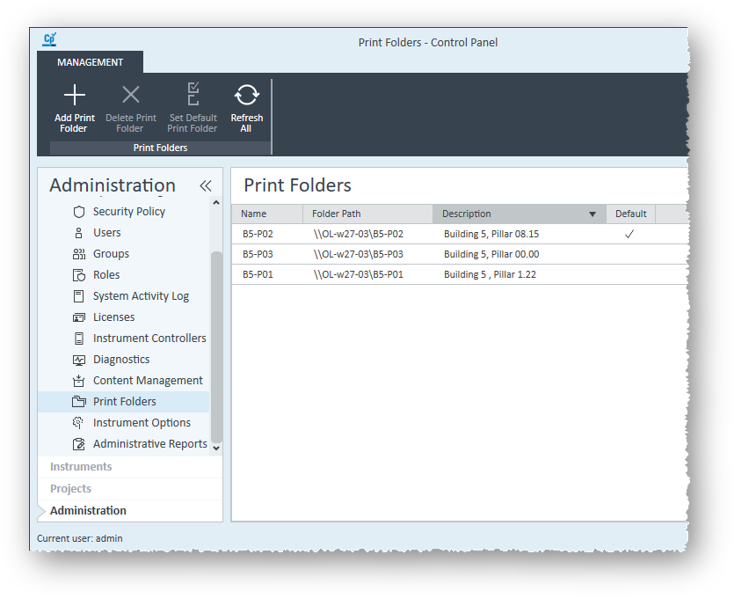 Cp
Print Folders - Control Panel
MANAGEMENT
Add Print
Folder
Delete Print
Folder
Set Default
Print Folder
Refresh
All
Print Folders
Administration
Print Folders
Security Policy
Users
Groups
Roles
System Activity Log
Licenses
Instrument Controllers
Diagnostics
Content Management
Print Folders
Instrument Options
Administrative Reports
Instruments
Projects
Administration
Name Folder Path Description Default
B5-P02 \\OL-w27-03\B5-P02 Building 5, Pillar 08.15
B5-P03 \\OL-w27-03\B5-P03 Building 5, Pillar 00.00
B5-P01 \\OL-w27-03\B5-P01 Building 5 , Pillar 1.22
Current user: admin